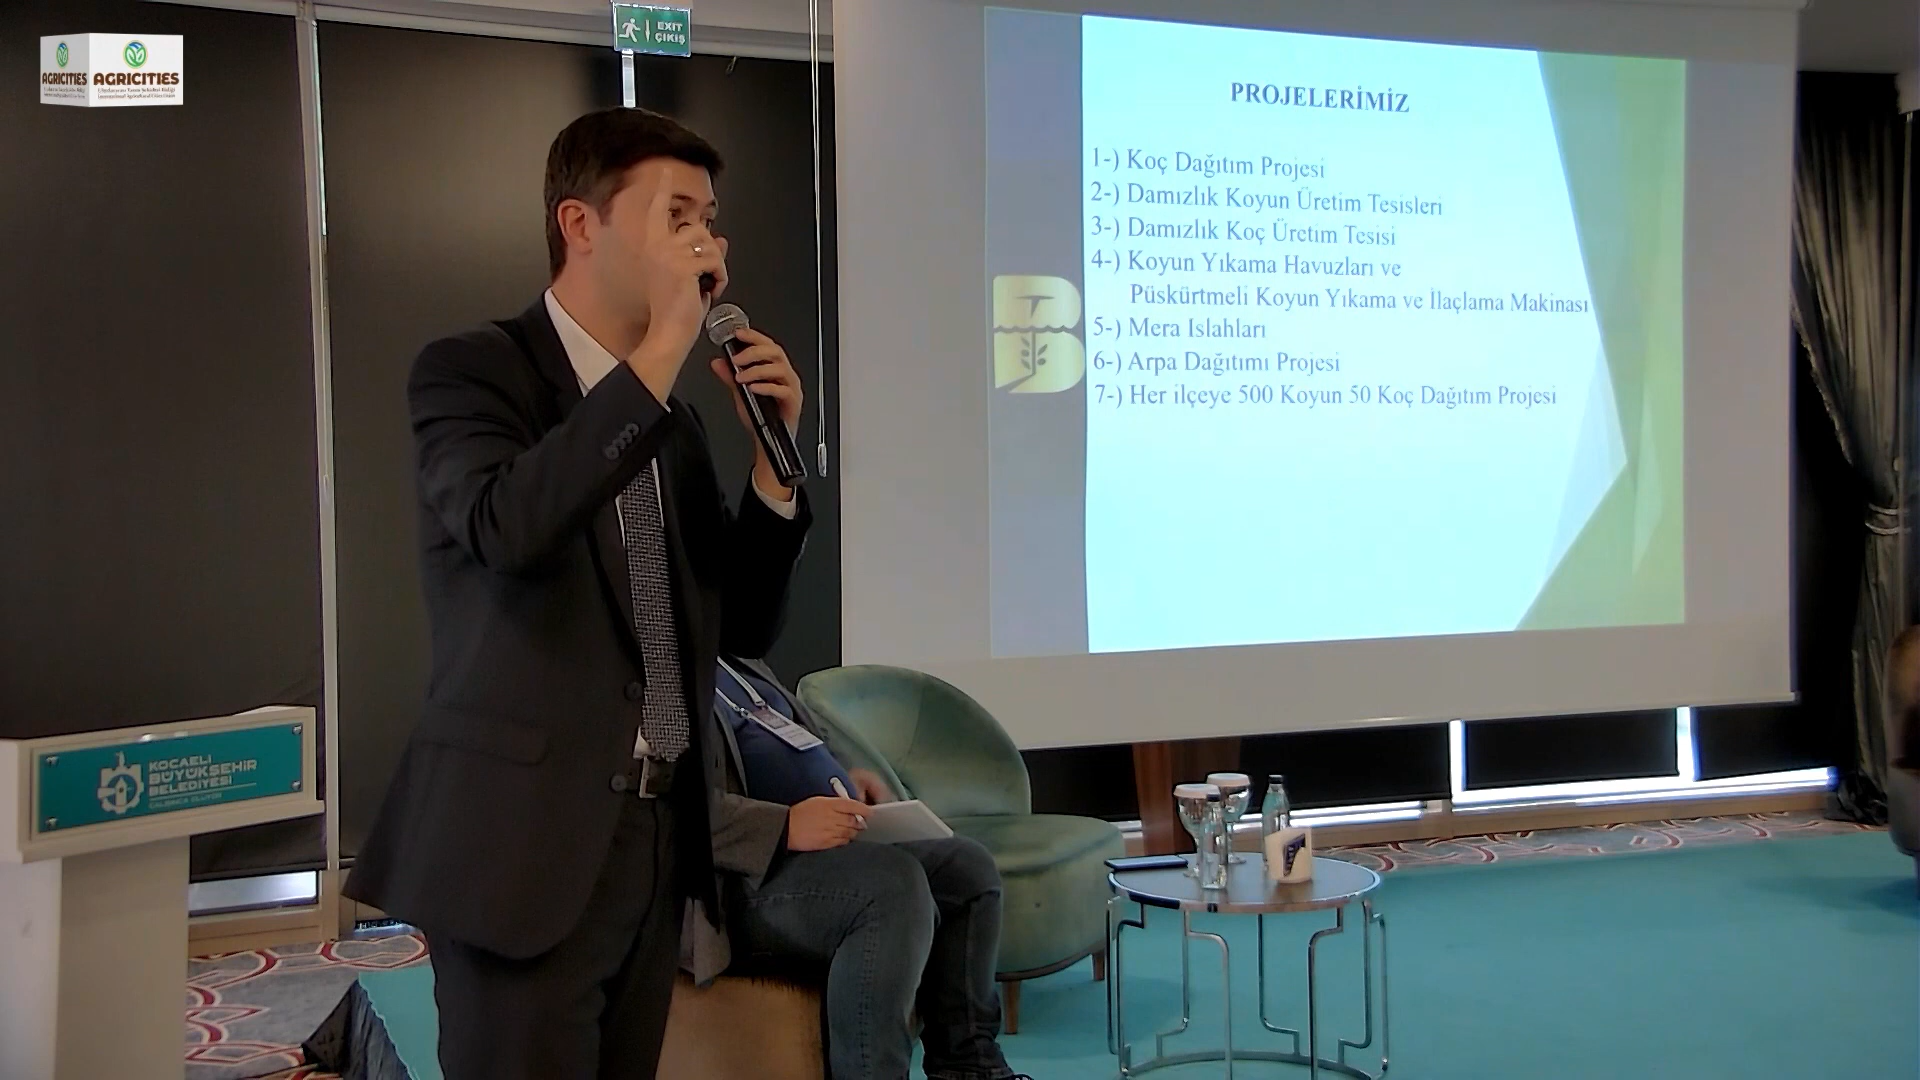 AGRICITIES
AGRICITIES
EXIT
ÇIKIŞ
PROJELERİMİZ
1-) Koç Dağıtım Projesi
2-) Damızlık Koyun Üretim Tesisleri
3-) Damızlık Koç Üretim Tesisi
4-) Koyun Yıkama Havuzları ve
Püskürtmeli Koyun Yıkama ve İlaçlama Makinası
5-) Mera Islahları
6-) Arpa Dağıtımı Projesi
7-) Her ilçeye 500 Koyun 50 Koç Dağıtım Projesi
KOCAELİ
BÜYÜKŞEHİR
BELEDİYESİ